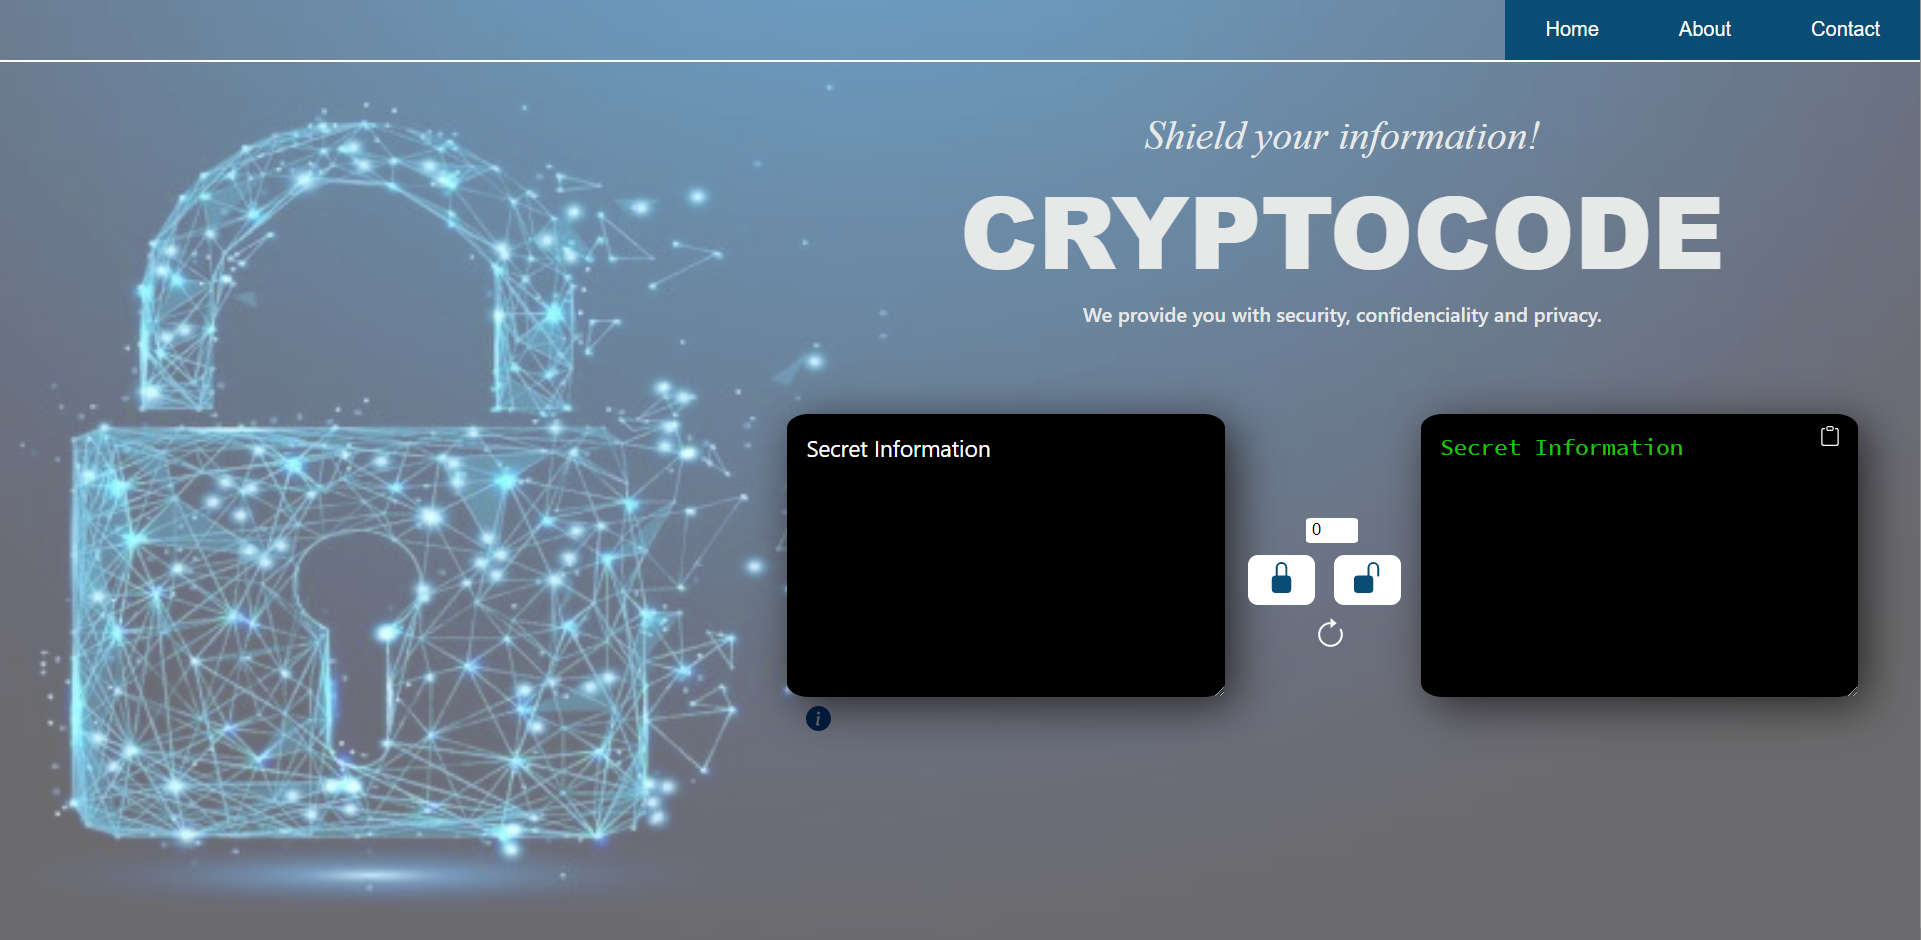 Home About Contact
Shield your information!
CRYPTOCODE
We provide you with security, confidenciality and privacy.
Secret Information
Secret Information
0
i